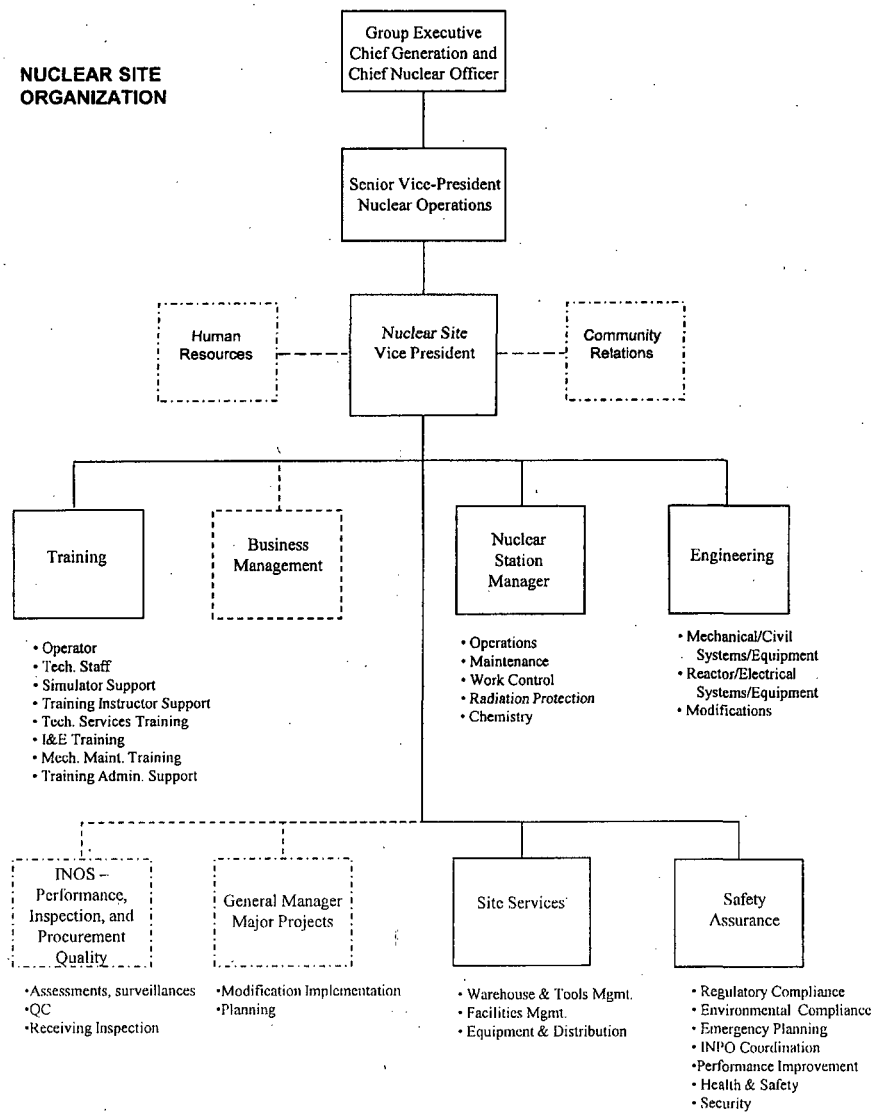 NUCLEAR SITE
ORGANIZATION
Group Executive
Chief Generation and
Chief Nuclear Officer
Senior Vice-President
Nuclear Operations
Human
Resources
Nuclear Site
Vice President
Community
Relations
Training
Business
Management
Nuclear
Station
Manager
Engineering
• Operator
• Tech. Staff
• Simulator Support
• Training Instructor Support
• Tech. Services Training
• I&E Training
• Mech. Maint. Training
• Training Admin. Support
• Operations
• Maintenance
• Work Control
• Radiation Protection
• Chemistry
• Mechanical/Civil
Systems/Equipment
• Reactor/Electrical
Systems/Equipment
• Modifications
INOS –
Performance,
Inspection, and
Procurement
Quality
General Manager
Major Projects
Site Services
Safety
Assurance
•Assessments, surveillances
•QC
•Receiving Inspection
•Modification Implementation
•Planning
• Warehouse & Tools Mgmt.
• Facilities Mgmt.
• Equipment & Distribution
• Regulatory Compliance
• Environmental Compliance
• Emergency Planning
• INPO Coordination
•Performance Improvement
• Health & Safety
• Security